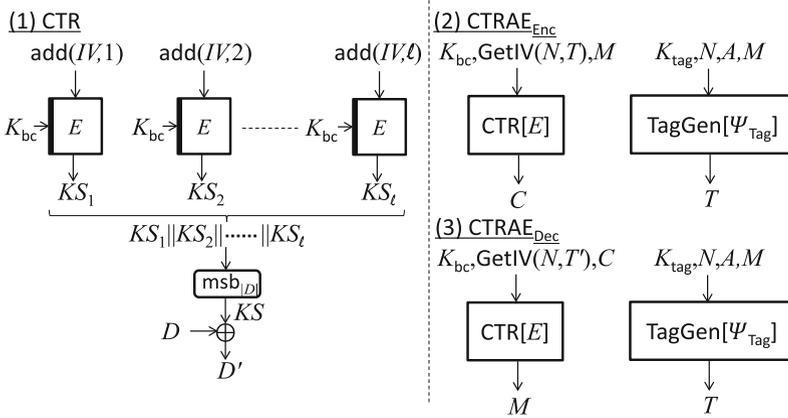 (1) CTR
add(IV,1) add(IV,2) add(IV,ℓ)
K_bc E K_bc E K_bc E
KS_1 KS_2 KS_ℓ
KS_1||KS_2||······||KS_ℓ
msb_|D|
KS
D
D′
(2) CTRAE_Enc
K_bc,GetIV(N,T),M K_tag,N,A,M
CTR[E] TagGen[Ψ_Tag]
C T
(3) CTRAE_Dec
K_bc,GetIV(N,T′),C K_tag,N,A,M
CTR[E] TagGen[Ψ_Tag]
M T